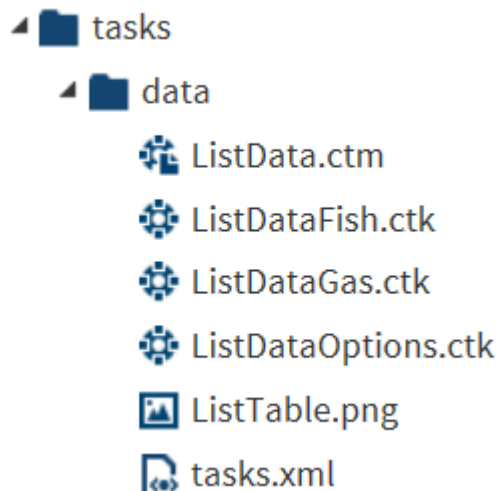 tasks
data
ListData.ctm
ListDataFish.ctk
ListDataGas.ctk
ListDataOptions.ctk
ListTable.png
tasks.xml